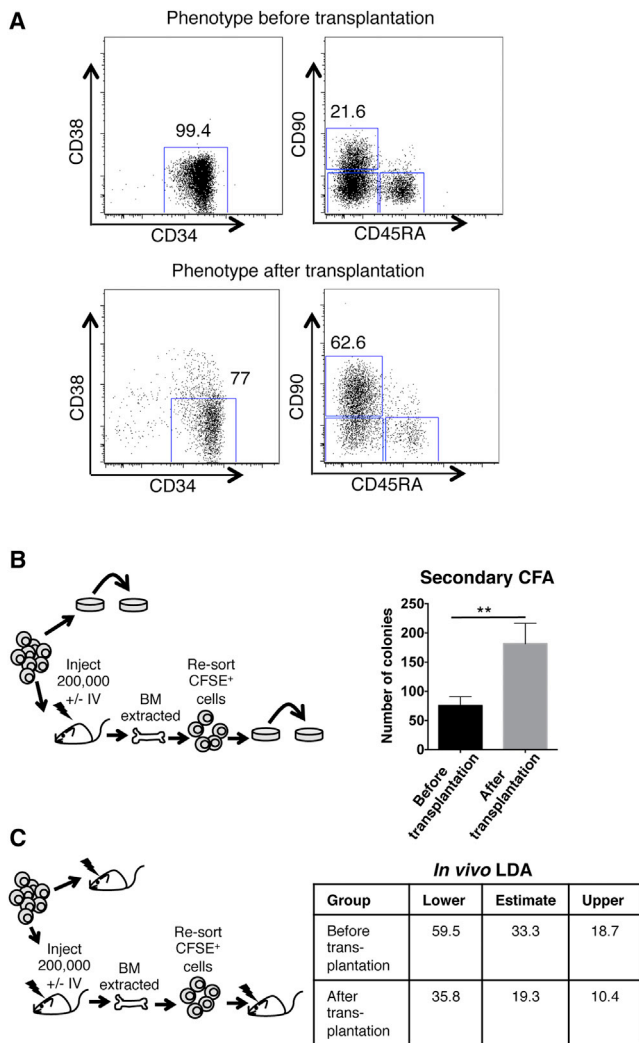 A
Phenotype before transplantation
99.4
CD38
CD34
21.6
CD90
CD45RA
Phenotype after transplantation
77
CD38
CD34
62.6
CD90
CD45RA
B
Inject
200,000
+/- IV
BM
extracted
Re-sort
CFSE⁺
cells
Secondary CFA
**
Number of colonies
250
200
150
100
50
0
Before
transplantation
After
transplantation
C
Inject
200,000
+/- IV
BM
extracted
Re-sort
CFSE⁺
cells
In vivo LDA
Group Lower Estimate Upper
Before 59.5 33.3 18.7
trans-
plantation
After 35.8 19.3 10.4
trans-
plantation